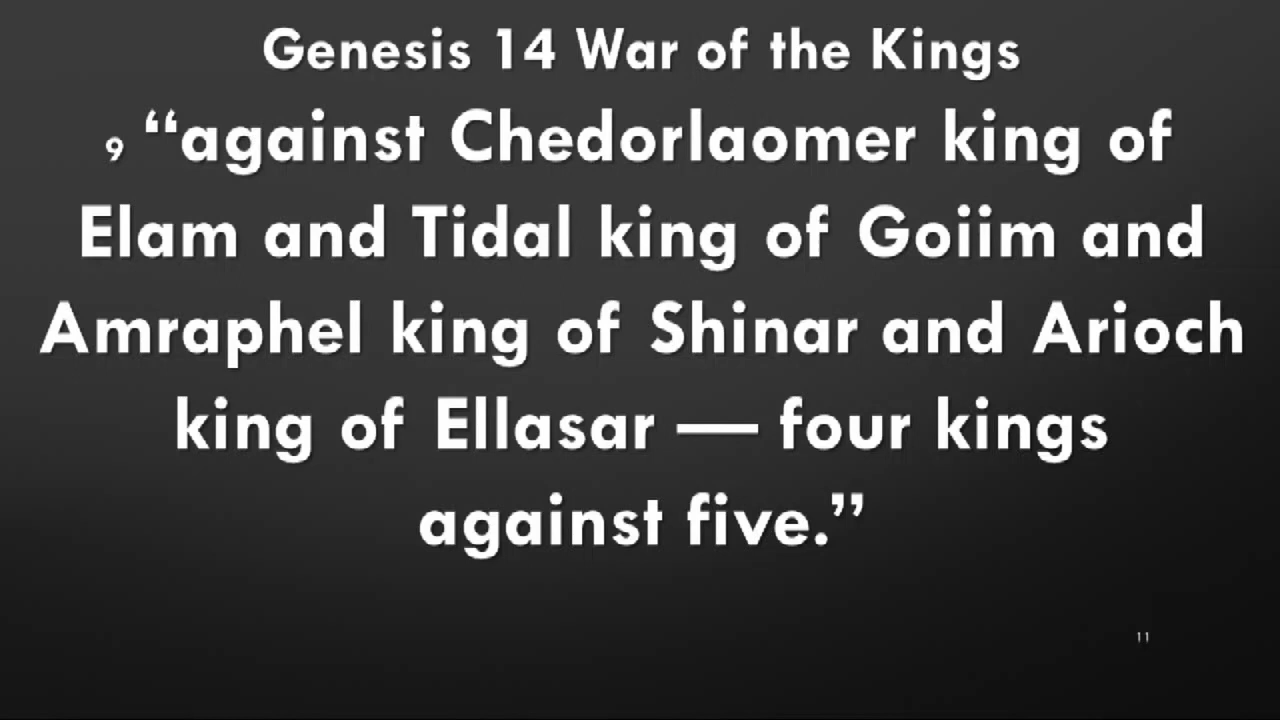 Genesis 14 War of the Kings
9 “against Chedorlaomer king of
Elam and Tidal king of Goiim and
Amraphel king of Shinar and Arioch
king of Ellasar — four kings
against five.”
11